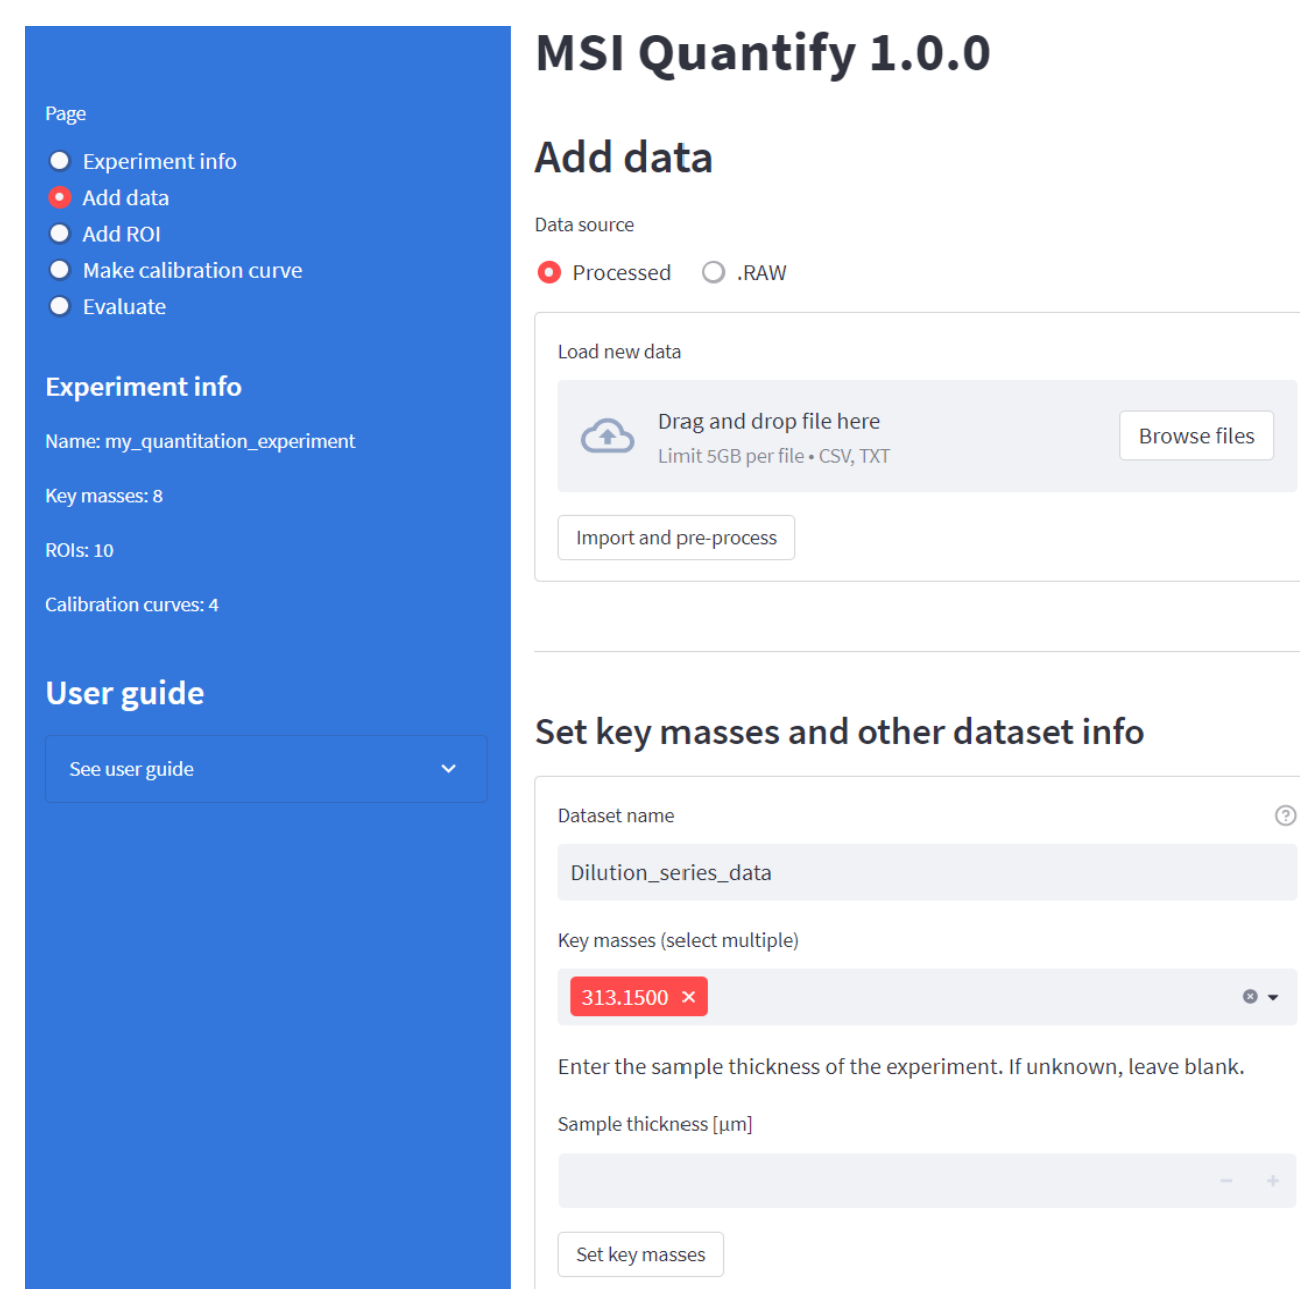 Page
Experiment info
Add data
Add ROI
Make calibration curve
Evaluate
Experiment info
Name: my_quantitation_experiment
Key masses: 8
ROIs: 10
Calibration curves: 4
User guide
See user guide
MSI Quantify 1.0.0
Add data
Data source
Processed .RAW
Load new data
Drag and drop file here
Limit 5GB per file • CSV, TXT
Browse files
Import and pre-process
Set key masses and other dataset info
Dataset name
Dilution_series_data
Key masses (select multiple)
313.1500
Enter the sample thickness of the experiment. If unknown, leave blank.
Sample thickness [µm]
Set key masses